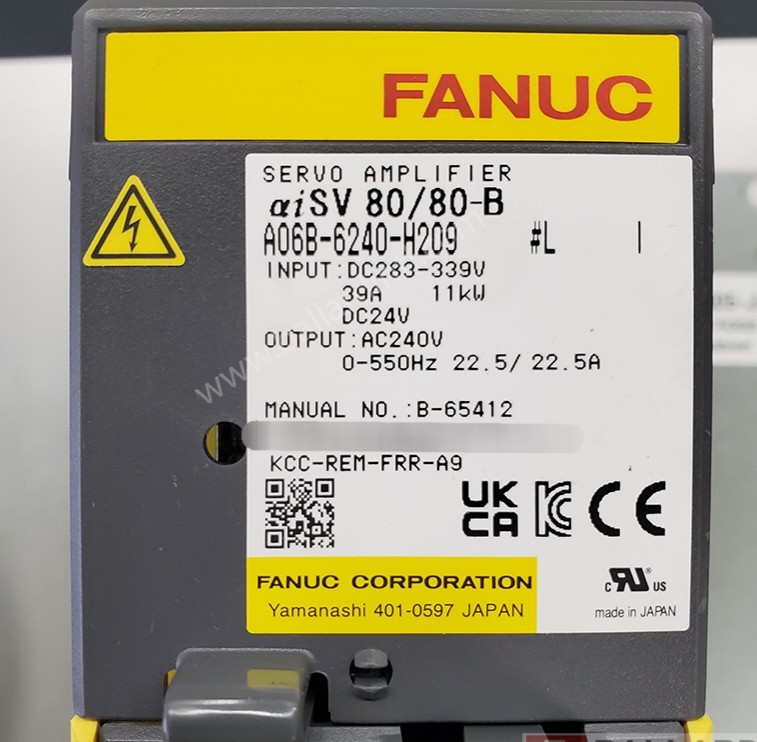 FANUC
SERVO AMPLIFIER
αiSV 80/80-B
A06B-6240-H209 #L I
INPUT:DC283-339V
39A 11kW
DC24V
OUTPUT:AC240V
0-550Hz 22.5/ 22.5A
MANUAL NO.:B-65412
KCC-REM-FRR-A9
UK
CA
CE
FANUC CORPORATION
Yamanashi 401-0597 JAPAN
c RU ® US
made in JAPAN